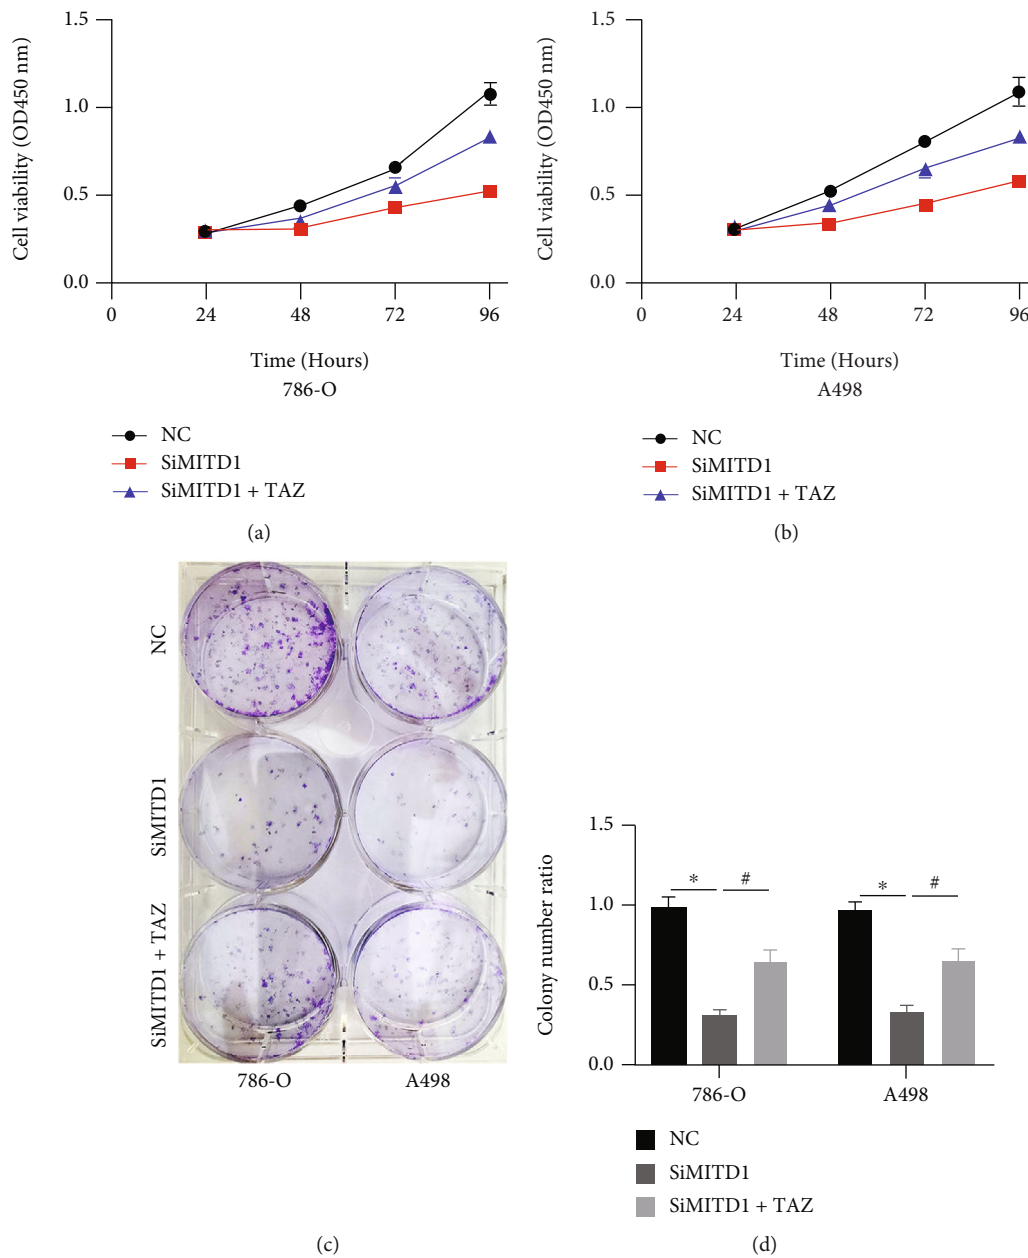 Cell viability (OD450 nm)
1.5
1.0
0.5
0.0
0
24
48
72
96
Time (Hours)
786-O
NC
SiMITD1
SiMITD1 + TAZ
(a)
Cell viability (OD450 nm)
1.5
1.0
0.5
0.0
0
24
48
72
96
Time (Hours)
A498
NC
SiMITD1
SiMITD1 + TAZ
(b)
NC
SiMITD1
SiMITD1 + TAZ
786-O
A498
(c)
Colony number ratio
1.5
1.0
0.5
0.0
*
#
*
#
786-O
A498
NC
SiMITD1
SiMITD1 + TAZ
(d)